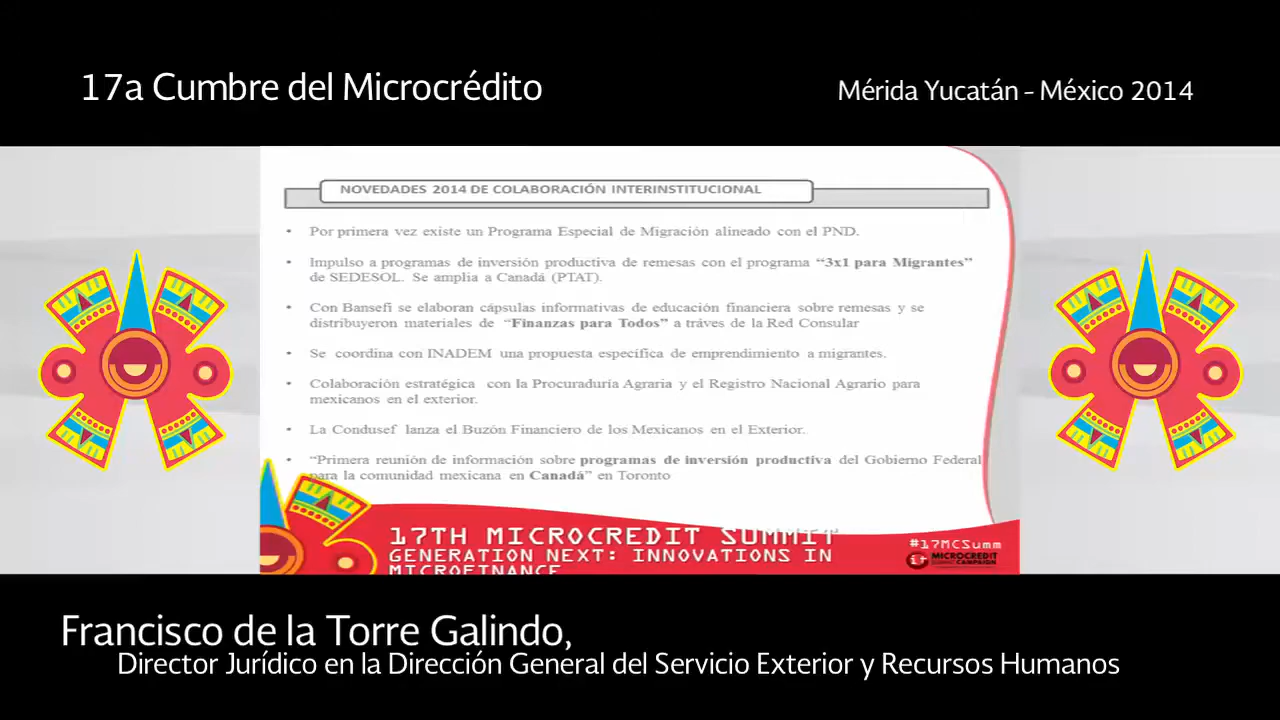 17a Cumbre del Microcrédito
Mérida Yucatán - México 2014
NOVEDADES 2014 DE COLABORACIÓN INTERINSTITUCIONAL
• Por primera vez existe un Programa Especial de Migración alineado con el PND.
• Impulso a programas de inversión productiva de remesas con el programa “3x1 para Migrantes”
de SEDESOL. Se amplia a Canadá (PTAT).
• Con Bansefi se elaboran cápsulas informativas de educación financiera sobre remesas y se
distribuyeron materiales de “Finanzas para Todos” a tráves de la Red Consular
• Se coordina con INADEM una propuesta específica de emprendimiento a migrantes.
• Colaboración estratégica con la Procuraduría Agraria y el Registro Nacional Agrario para
mexicanos en el exterior.
• La Condusef lanza el Buzón Financiero de los Mexicanos en el Exterior.
• “Primera reunión de información sobre programas de inversión productiva del Gobierno Federal
para la comunidad mexicana en Canadá” en Toronto
17TH MICROCREDIT SUMMIT
GENERATION NEXT: INNOVATIONS IN
MICROFINANCE
#17MCSumm
it
MICROCREDIT
SUMMIT CAMPAIGN
Francisco de la Torre Galindo,
Director Jurídico en la Dirección General del Servicio Exterior y Recursos Humanos